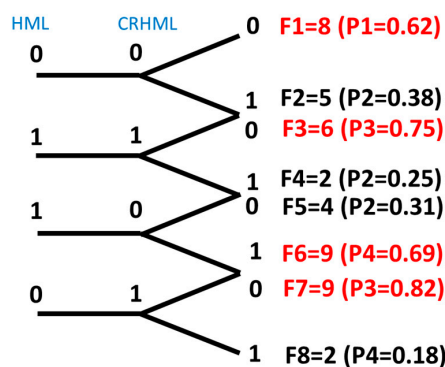 HML CRHML
0 0 0 F1=8 (P1=0.62)
1 F2=5 (P2=0.38)
1 1 0 F3=6 (P3=0.75)
1 F4=2 (P2=0.25)
1 0 0 F5=4 (P2=0.31)
1 F6=9 (P4=0.69)
0 1 0 F7=9 (P3=0.82)
1 F8=2 (P4=0.18)